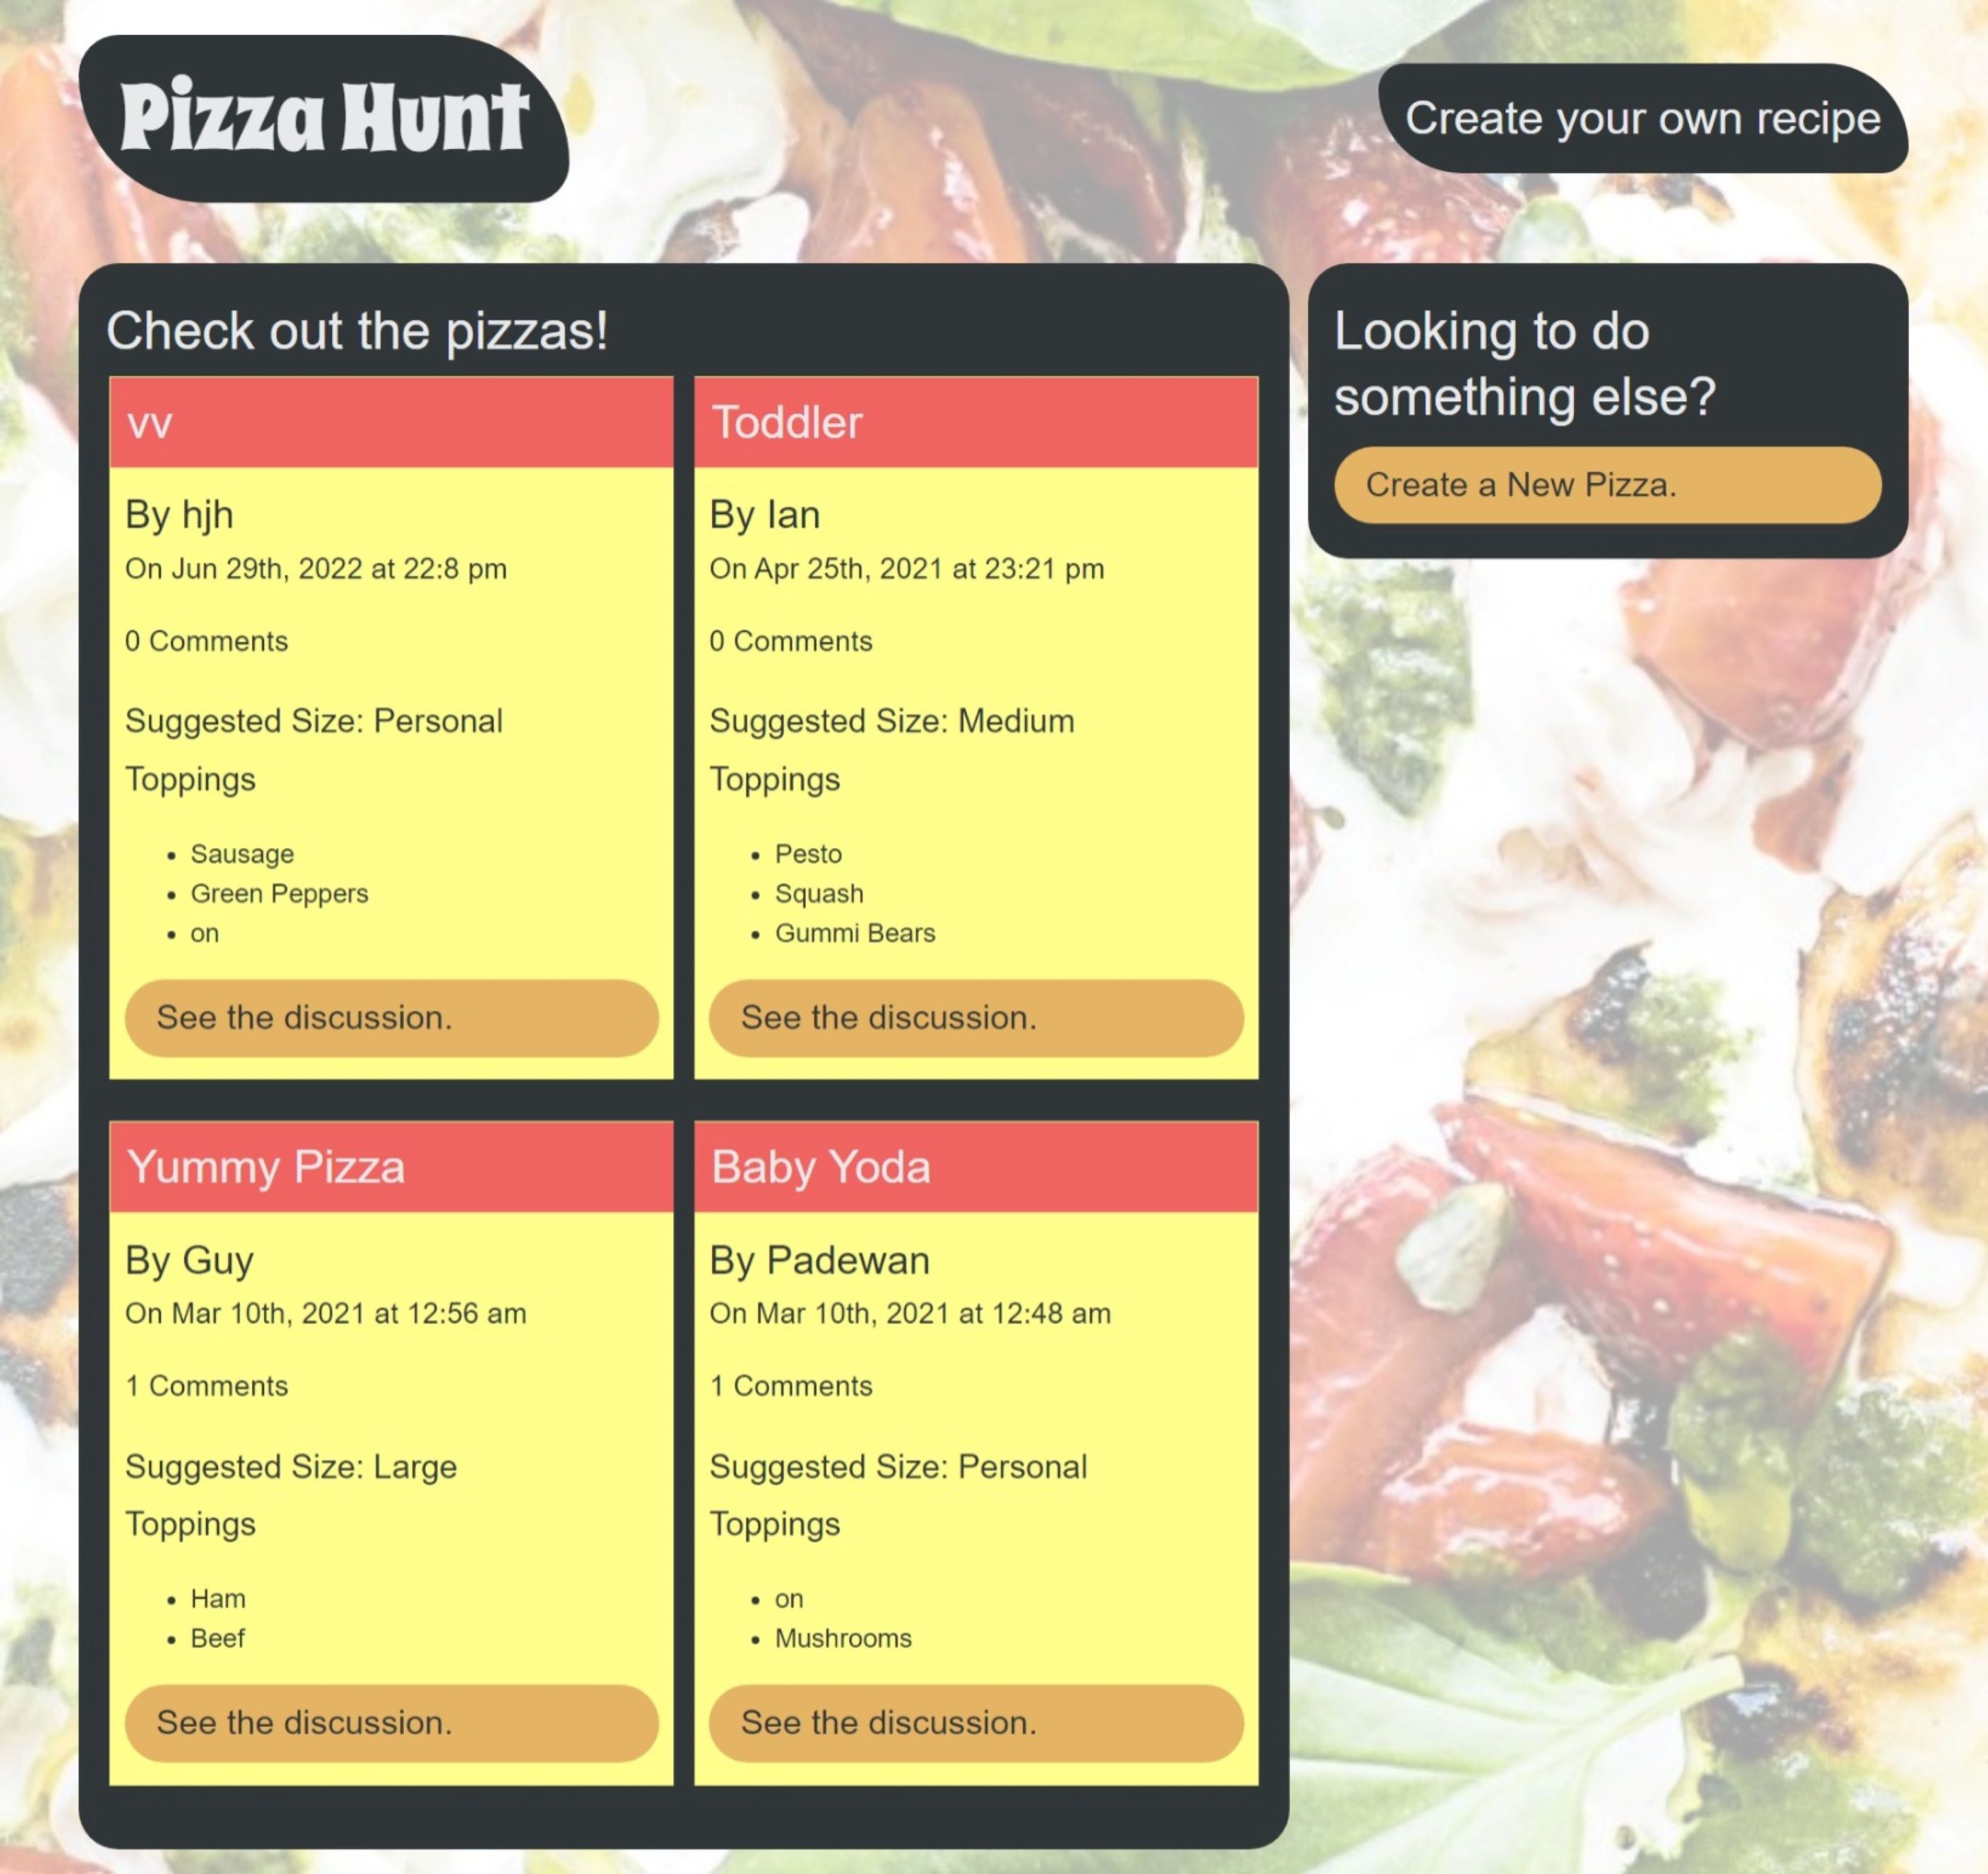 Pizza Hunt
Create your own recipe
Check out the pizzas!
vv
By hjh
On Jun 29th, 2022 at 22:8 pm
0 Comments
Suggested Size: Personal
Toppings
Sausage
Green Peppers
on
See the discussion.
Toddler
By Ian
On Apr 25th, 2021 at 23:21 pm
0 Comments
Suggested Size: Medium
Toppings
Pesto
Squash
Gummi Bears
See the discussion.
Yummy Pizza
By Guy
On Mar 10th, 2021 at 12:56 am
1 Comments
Suggested Size: Large
Toppings
Ham
Beef
See the discussion.
Baby Yoda
By Padewan
On Mar 10th, 2021 at 12:48 am
1 Comments
Suggested Size: Personal
Toppings
on
Mushrooms
See the discussion.
Looking to do
something else?
Create a New Pizza.